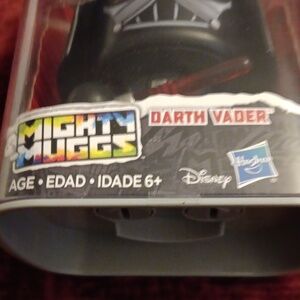 MIGHTY
MUGGS
DARTH VADER
AGE • EDAD • IDADE 6+
Disney
Hasbro